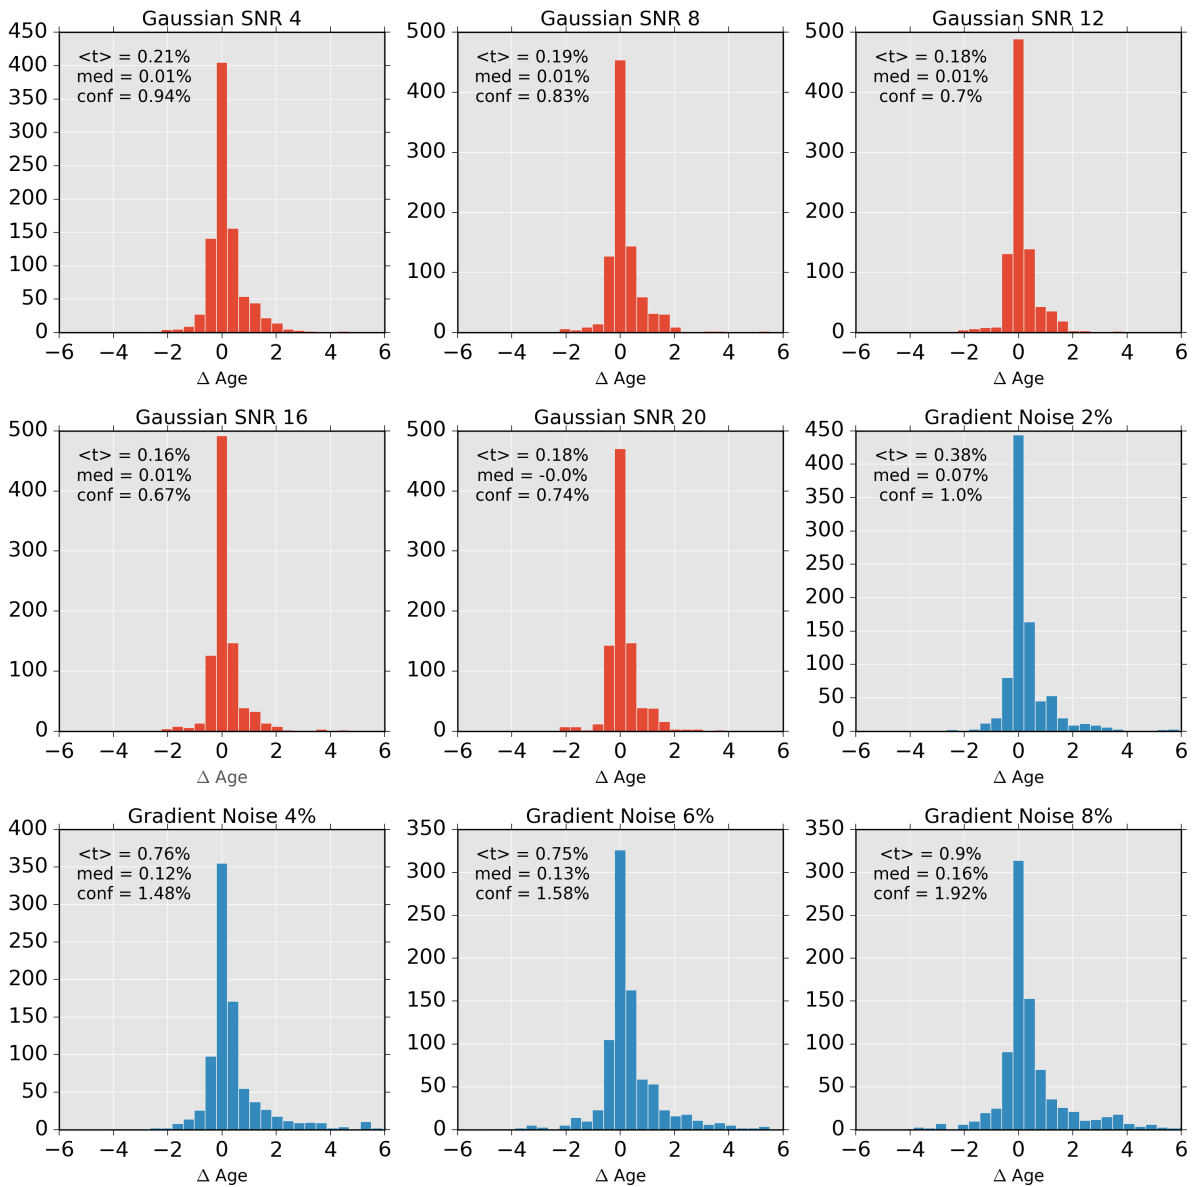 Gaussian SNR 4
<t> = 0.21%
med = 0.01%
conf = 0.94%
450
400
350
300
250
200
150
100
50
0
−6 −4 −2 0 2 4 6
Δ Age
Gaussian SNR 8
<t> = 0.19%
med = 0.01%
conf = 0.83%
500
400
300
200
100
0
−6 −4 −2 0 2 4 6
Δ Age
Gaussian SNR 12
<t> = 0.18%
med = 0.01%
conf = 0.7%
500
400
300
200
100
0
−6 −4 −2 0 2 4 6
Δ Age
Gaussian SNR 16
<t> = 0.16%
med = 0.01%
conf = 0.67%
500
400
300
200
100
0
−6 −4 −2 0 2 4 6
Δ Age
Gaussian SNR 20
<t> = 0.18%
med = -0.0%
conf = 0.74%
500
400
300
200
100
0
−6 −4 −2 0 2 4 6
Δ Age
Gradient Noise 2%
<t> = 0.38%
med = 0.07%
conf = 1.0%
450
400
350
300
250
200
150
100
50
0
−6 −4 −2 0 2 4 6
Δ Age
Gradient Noise 4%
<t> = 0.76%
med = 0.12%
conf = 1.48%
400
350
300
250
200
150
100
50
0
−6 −4 −2 0 2 4 6
Δ Age
Gradient Noise 6%
<t> = 0.75%
med = 0.13%
conf = 1.58%
350
300
250
200
150
100
50
0
−6 −4 −2 0 2 4 6
Δ Age
Gradient Noise 8%
<t> = 0.9%
med = 0.16%
conf = 1.92%
350
300
250
200
150
100
50
0
−6 −4 −2 0 2 4 6
Δ Age